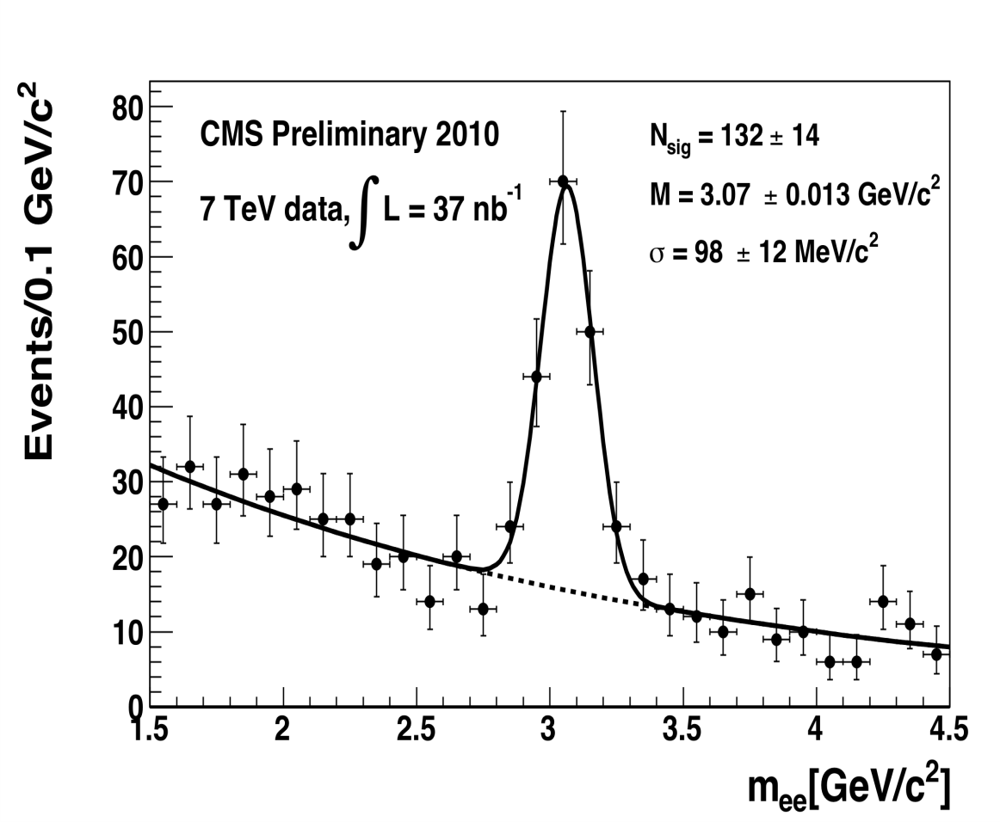 Events/0.1 GeV/c²
80
70
60
50
40
30
20
10
0
CMS Preliminary 2010
7 TeV data, ∫ L = 37 nb⁻¹
N_sig = 132 ± 14
M = 3.07 ± 0.013 GeV/c²
σ = 98 ± 12 MeV/c²
1.5 2 2.5 3 3.5 4 4.5
m_ee[GeV/c²]